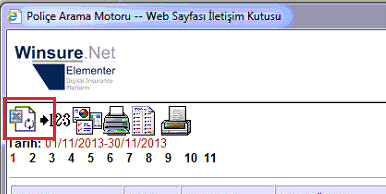 Poliçe Arama Motoru -- Web Sayfası İletişim Kutusu
Winsure.Net
Elementer
Digital Insurance
Platform
123
Tarih: 01/11/2013-30/11/2013
1 2 3 4 5 6 7 8 9 10 11